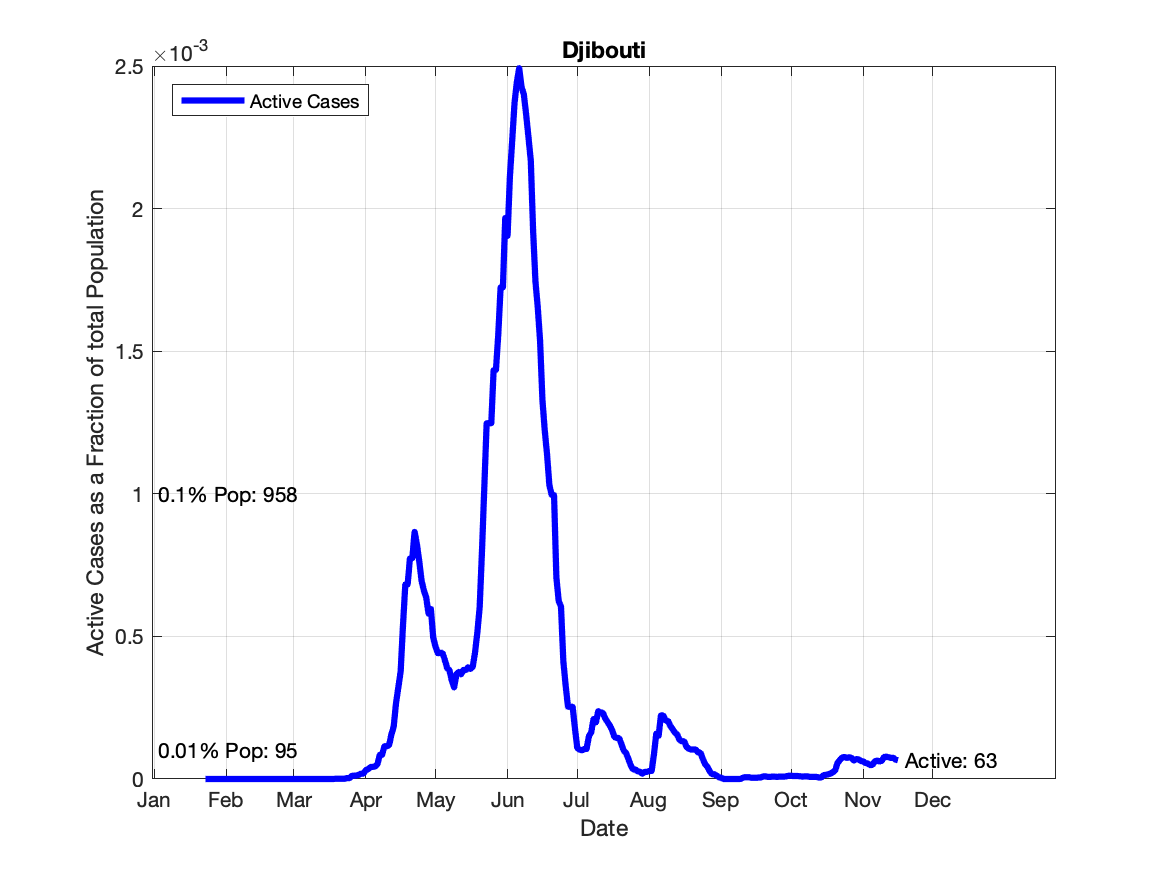 Djibouti
×10-3
2.5
2
1.5
1
0.5
0
Active Cases
0.1% Pop: 958
0.01% Pop: 95
Active: 63
Active Cases as a Fraction of total Population
Jan Feb Mar Apr May Jun Jul Aug Sep Oct Nov Dec
Date